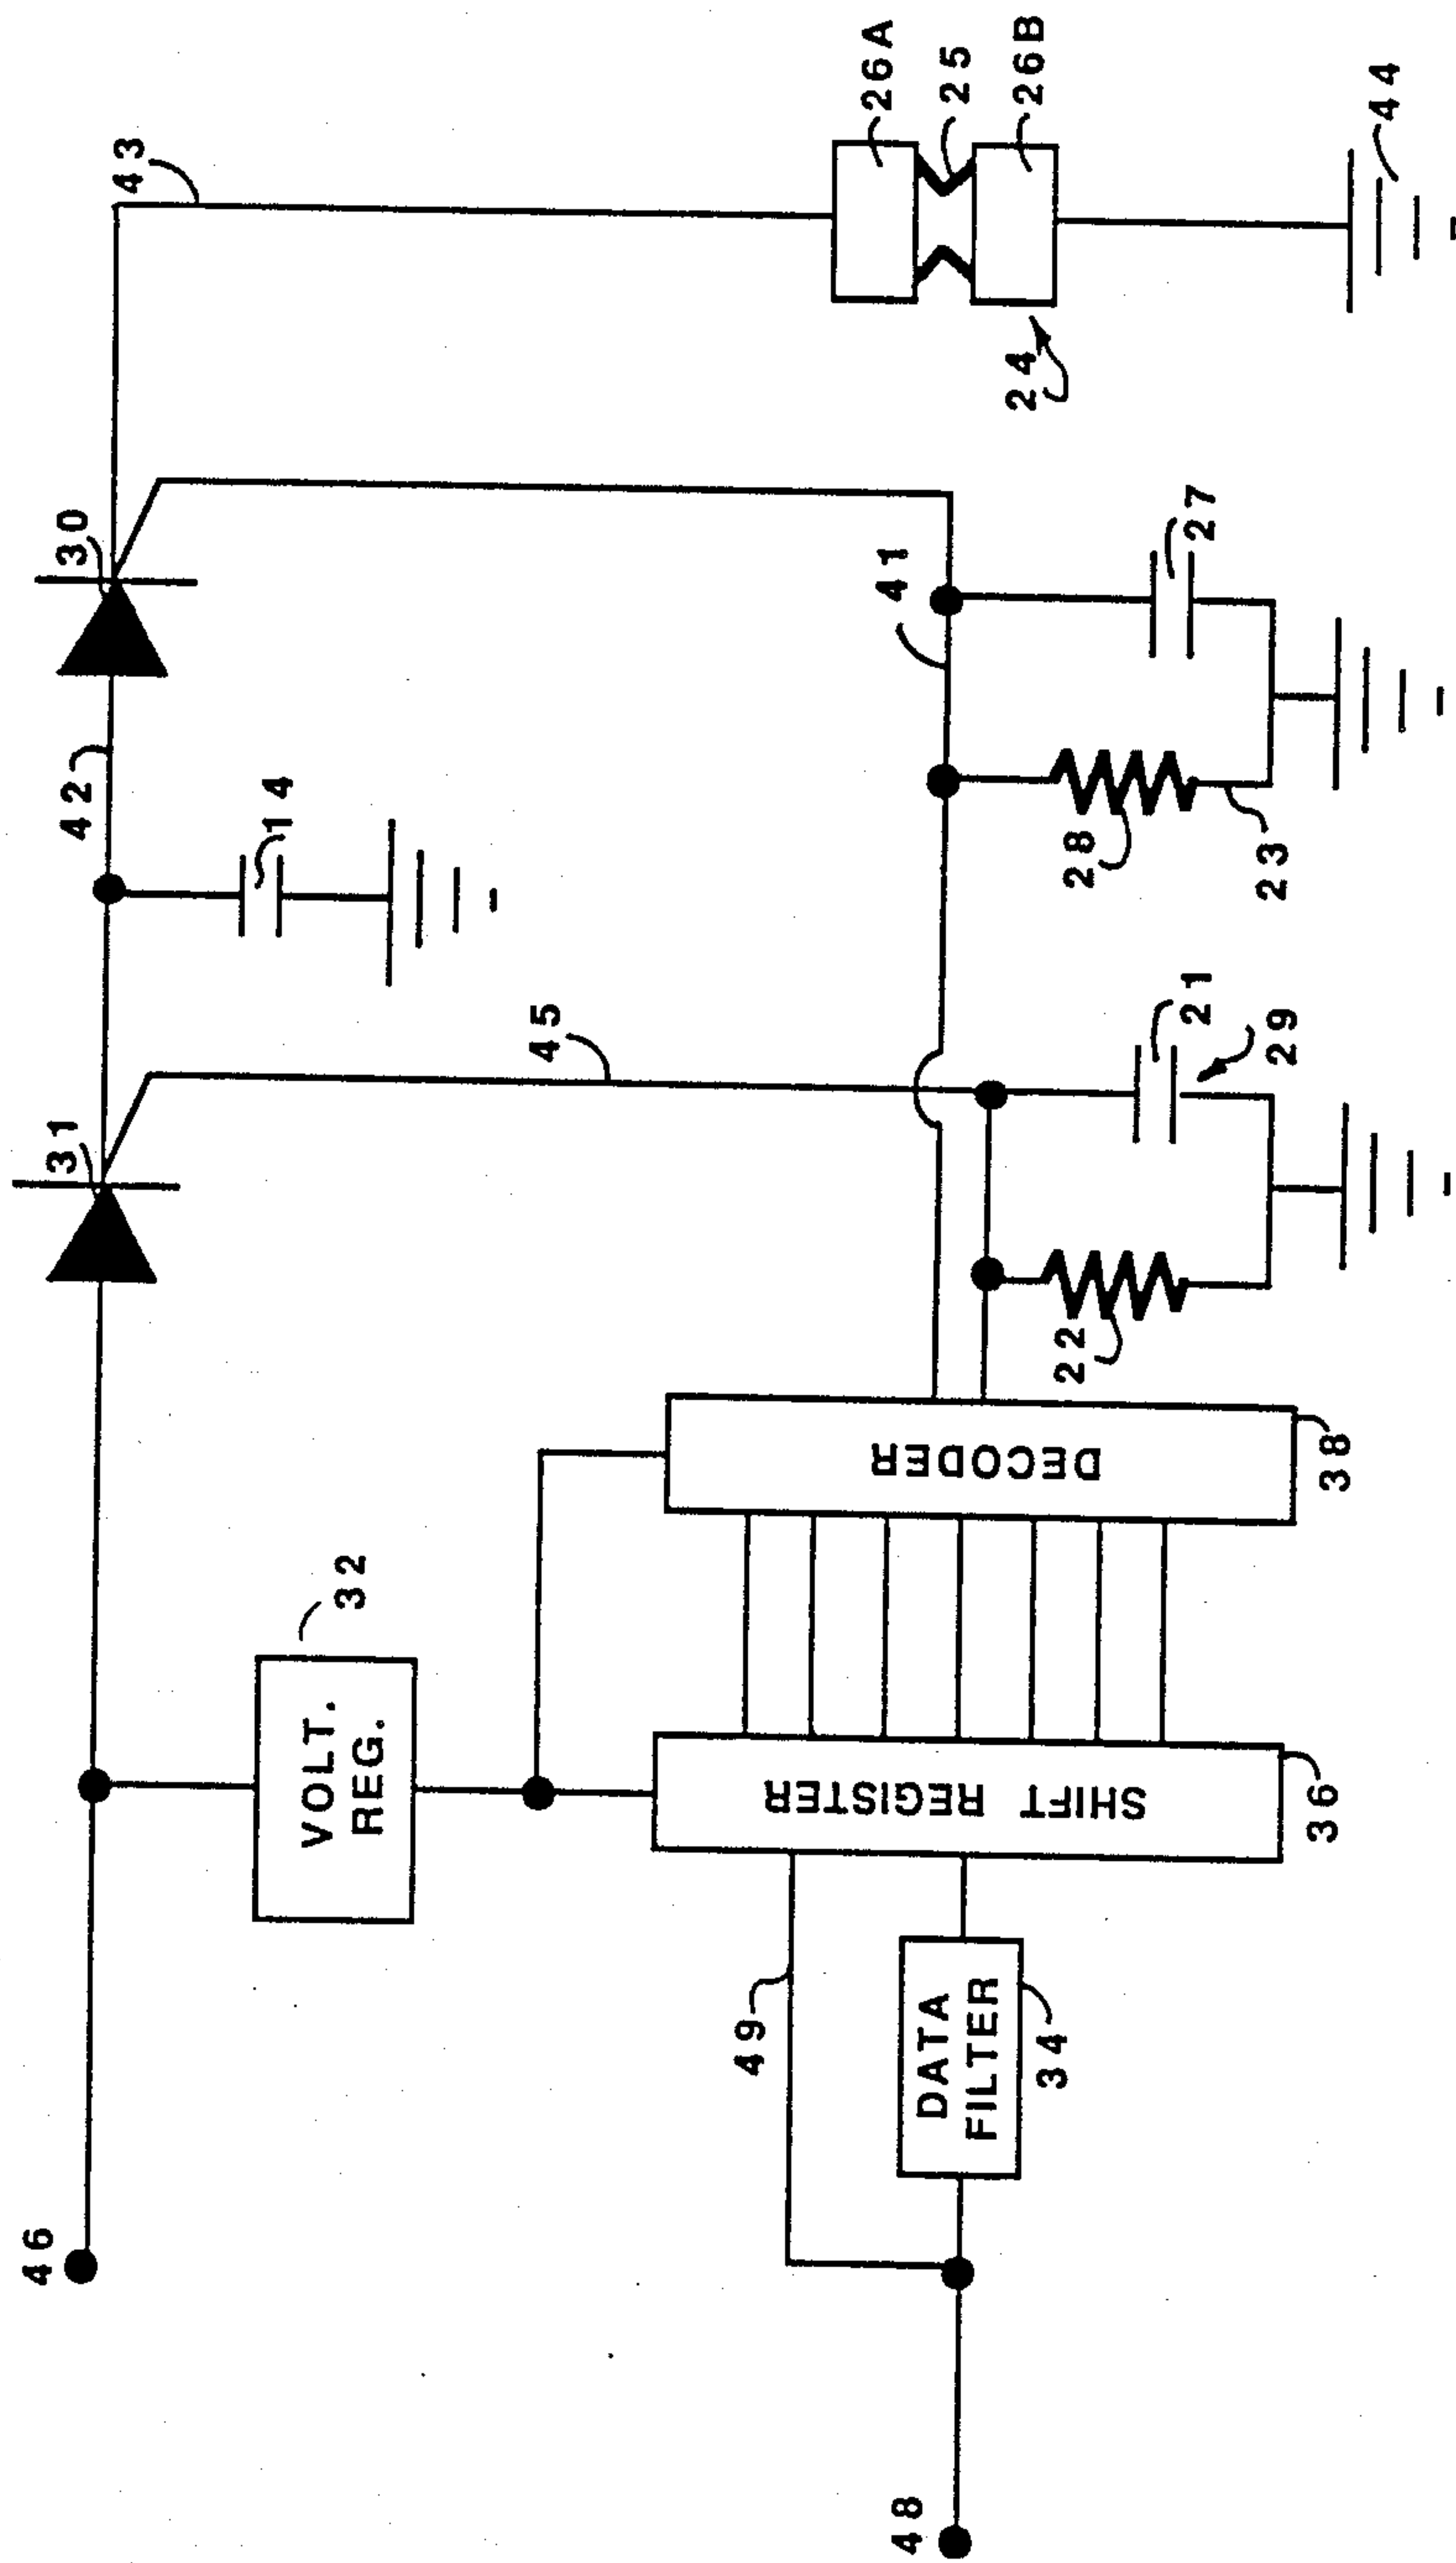 46
31
42
30
43
14
VOLT.
REG.
32
45
26A
25
26B
24
44
49
41
SHIFT REGISTER
36
DECODER
38
DATA
FILTER
34
48
22
21
29
28
23
27